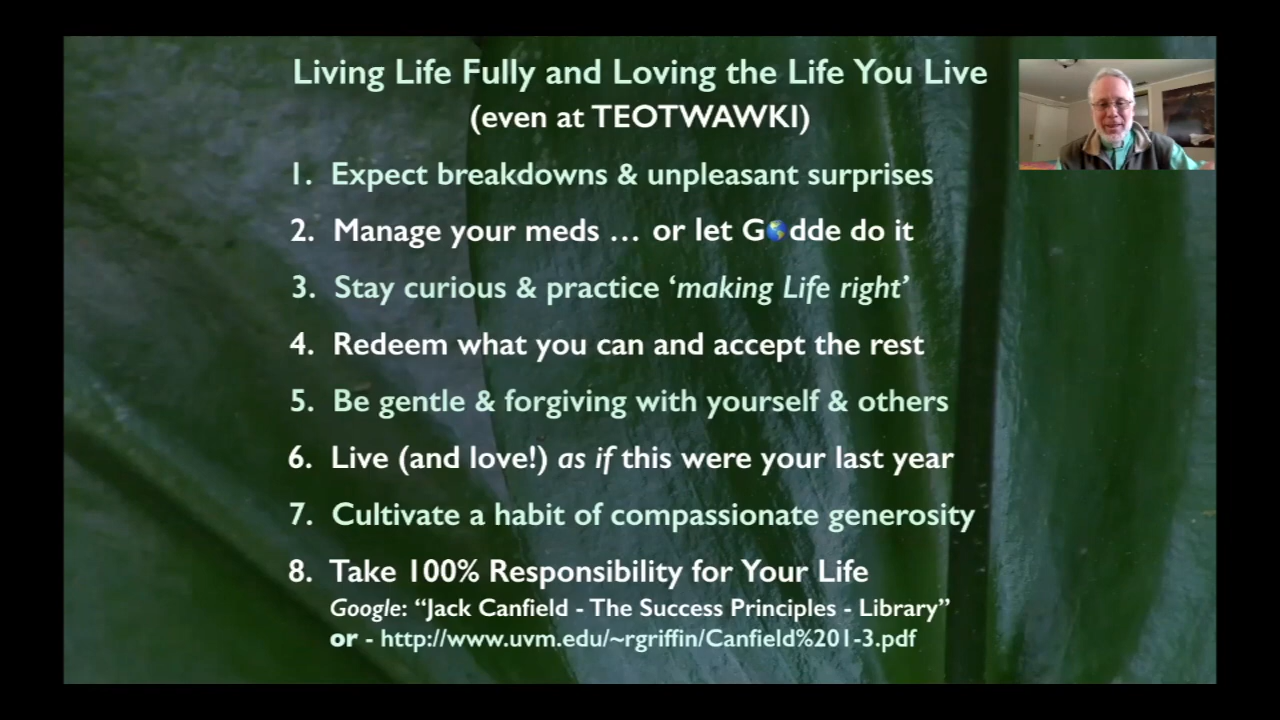 Living Life Fully and Loving the Life You Live
(even at TEOTWAWKI)
1. Expect breakdowns & unpleasant surprises
2. Manage your meds … or let G🌎dde do it
3. Stay curious & practice ‘making Life right’
4. Redeem what you can and accept the rest
5. Be gentle & forgiving with yourself & others
6. Live (and love!) as if this were your last year
7. Cultivate a habit of compassionate generosity
8. Take 100% Responsibility for Your Life
Google: “Jack Canfield - The Success Principles - Library”
or - http://www.uvm.edu/~rgriffin/Canfield%201-3.pdf